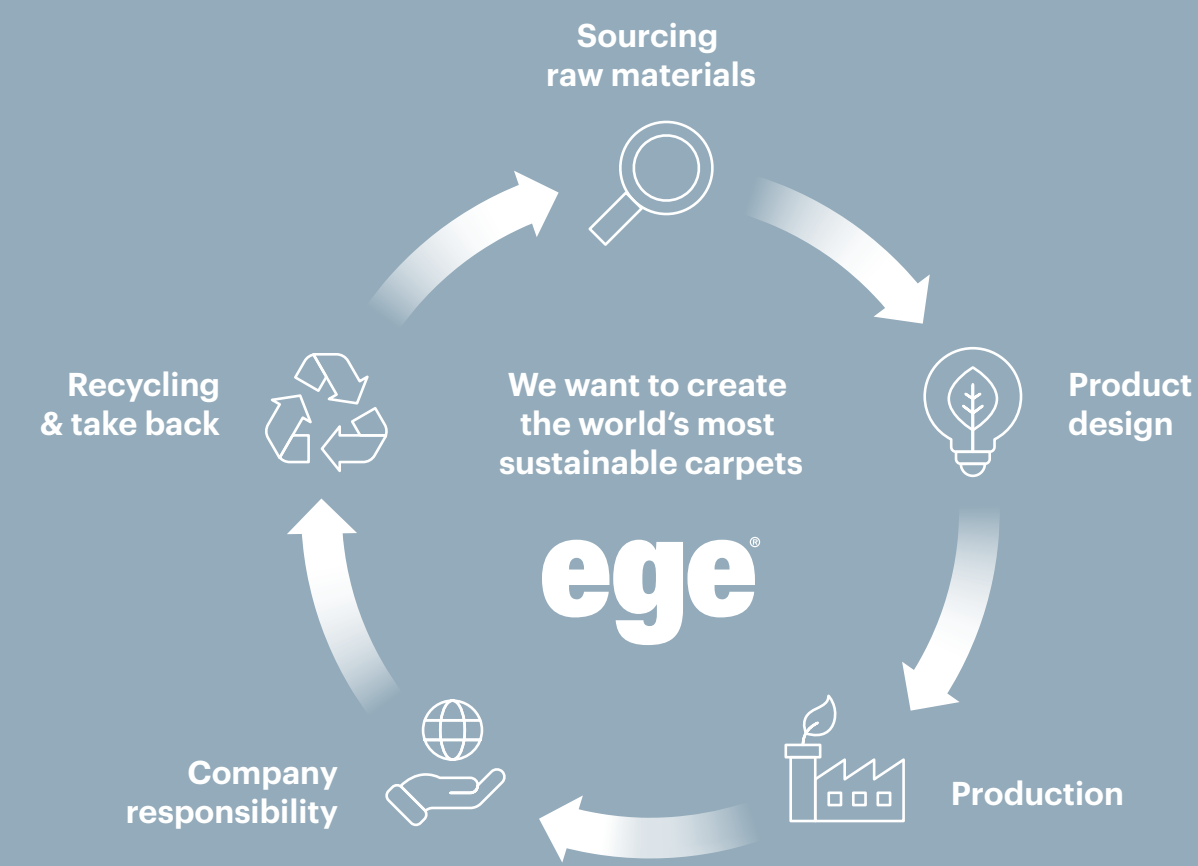 Sourcing
raw materials
Recycling
& take back
We want to create
the world's most
sustainable carpets
Product
design
ege®
Company
responsibility
Production